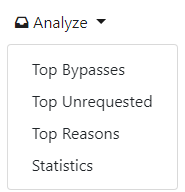 Analyze
Top Bypasses
Top Unrequested
Top Reasons
Statistics